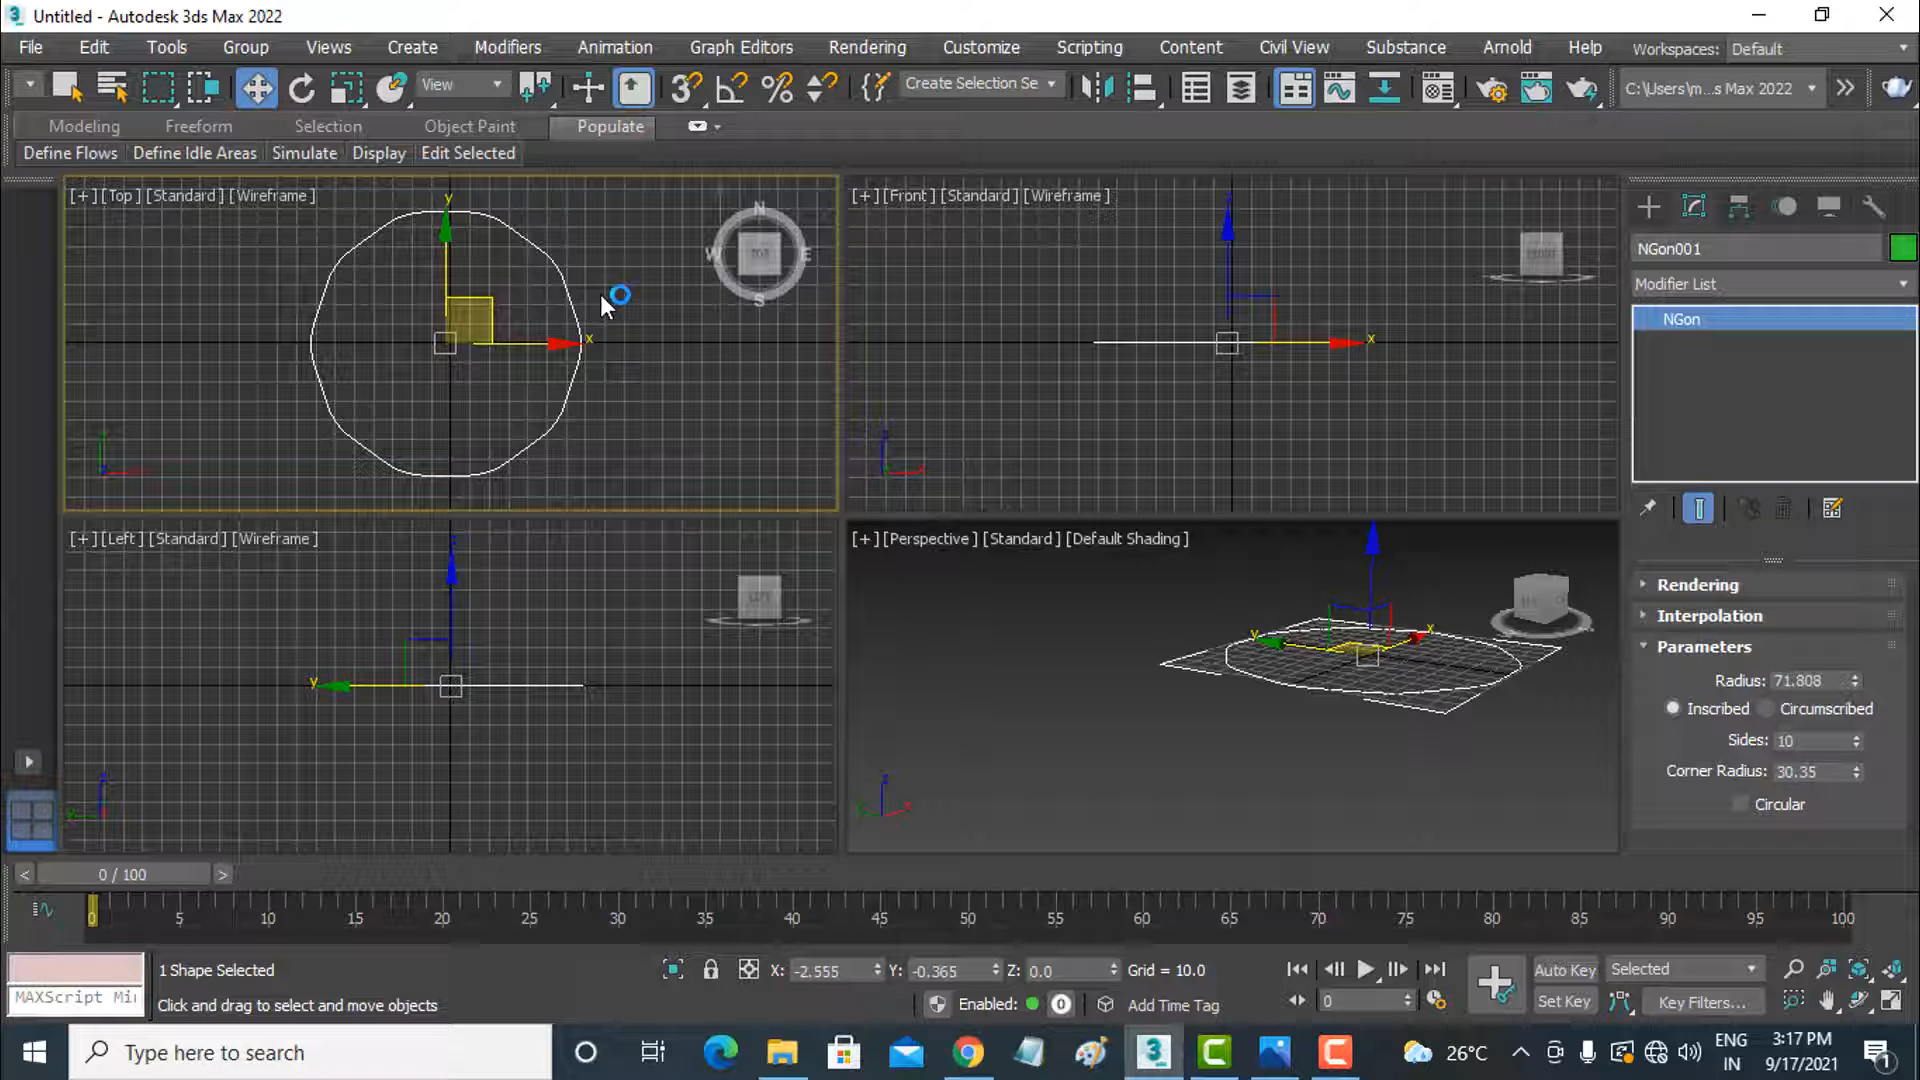 Untitled - Autodesk 3ds Max 2022
File Edit Tools Group Views Create Modifiers Animation Graph Editors Rendering Customize Scripting Content Civil View Substance Arnold Help Workspaces: Default
View Create Selection Se C:\Users\m...s Max 2022
Modeling Freeform Selection Object Paint Populate
Define Flows Define Idle Areas Simulate Display Edit Selected
[+] [Top] [Standard] [Wireframe]
[+] [Front] [Standard] [Wireframe]
y
N
W
E
S
TOP
x
z
FRONT
x
NGon001
Modifier List
NGon
[+] [Left] [Standard] [Wireframe]
[+] [Perspective] [Standard] [Default Shading]
z
y
LEFT
y
x
Rendering
Interpolation
Parameters
Radius: 71.808
Inscribed Circumscribed
Sides: 10
Corner Radius: 30.35
Circular
< 0 / 100 >
0 5 10 15 20 25 30 35 40 45 50 55 60 65 70 75 80 85 90 95 100
1 Shape Selected X: -2.555 Y: -0.365 Z: 0.0 Grid = 10.0 Auto Key Selected
MAXScript Mi
Click and drag to select and move objects Enabled: 0 Add Time Tag 0 Set Key Key Filters...
Type here to search
26°C
ENG
IN
3:17 PM
9/17/2021
1